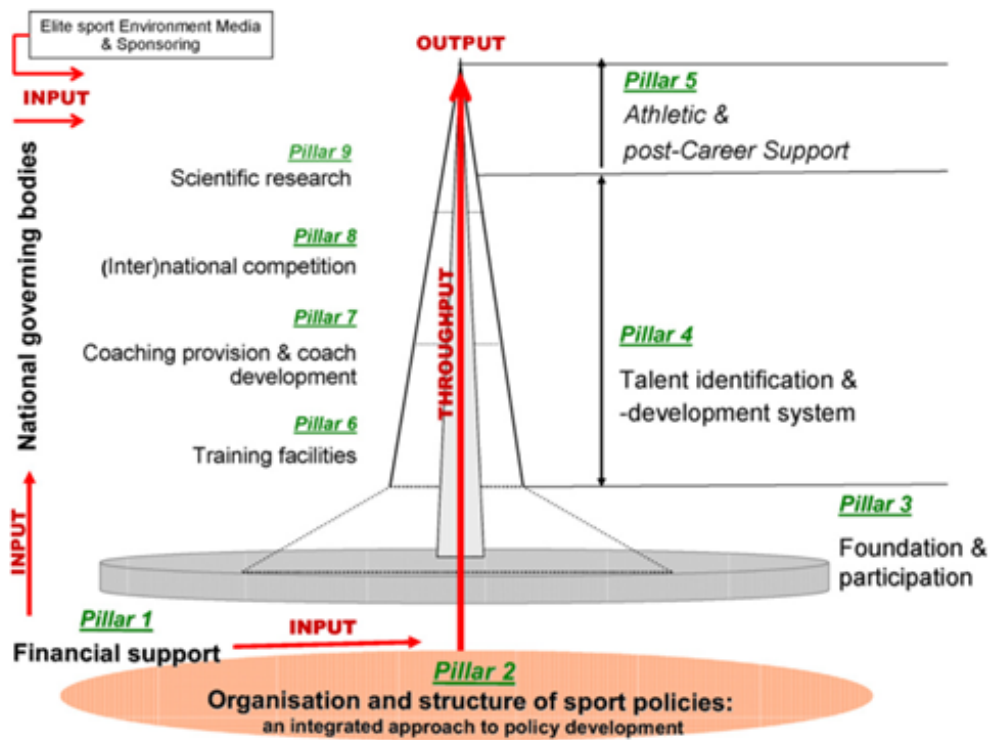 Elite sport Environment Media
& Sponsoring
INPUT
National governing bodies
INPUT
OUTPUT
THROUGHPUT
Pillar 9
Scientific research
Pillar 8
(Inter)national competition
Pillar 7
Coaching provision & coach
development
Pillar 6
Training facilities
Pillar 5
Athletic &
post-Career Support
Pillar 4
Talent identification &
-development system
Pillar 3
Foundation &
participation
Pillar 1
Financial support
INPUT
Pillar 2
Organisation and structure of sport policies:
an integrated approach to policy development